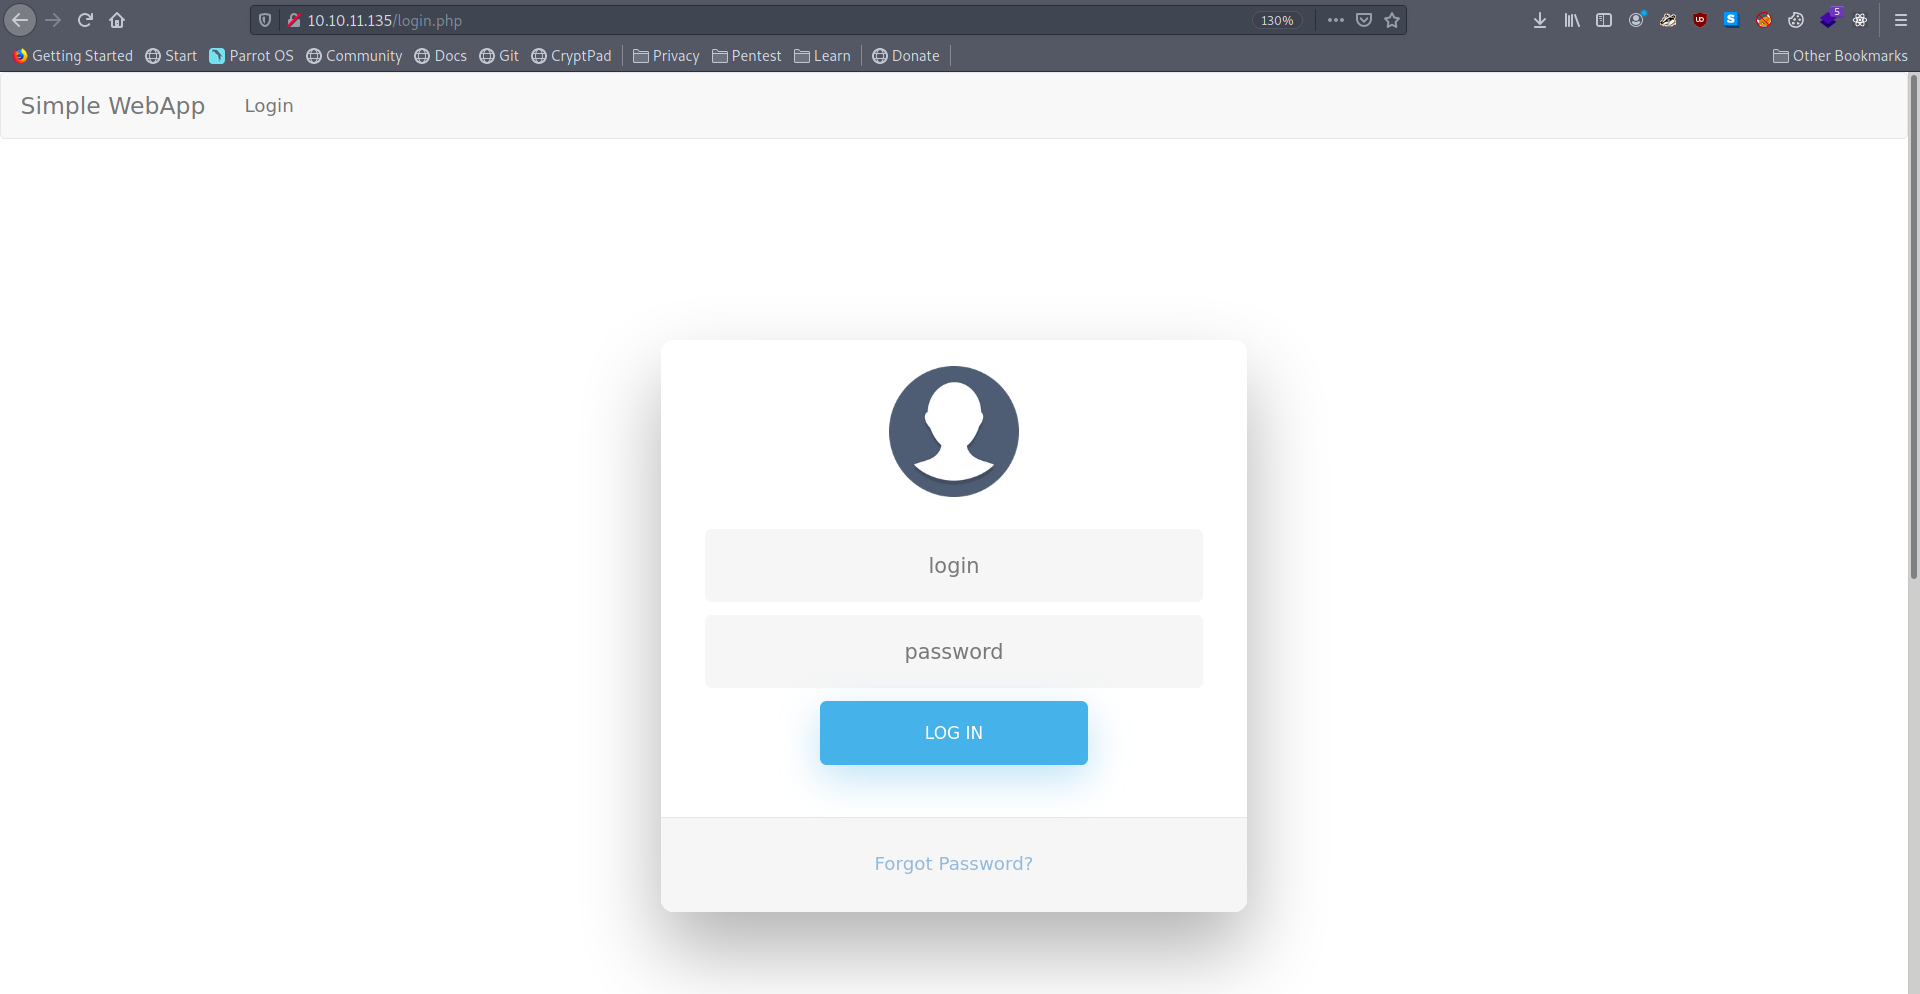 10.10.11.135/login.php 130% 5
Getting Started Start Parrot OS Community Docs Git CryptPad Privacy Pentest Learn Donate Other Bookmarks
Simple WebApp Login
login
password
LOG IN
Forgot Password?